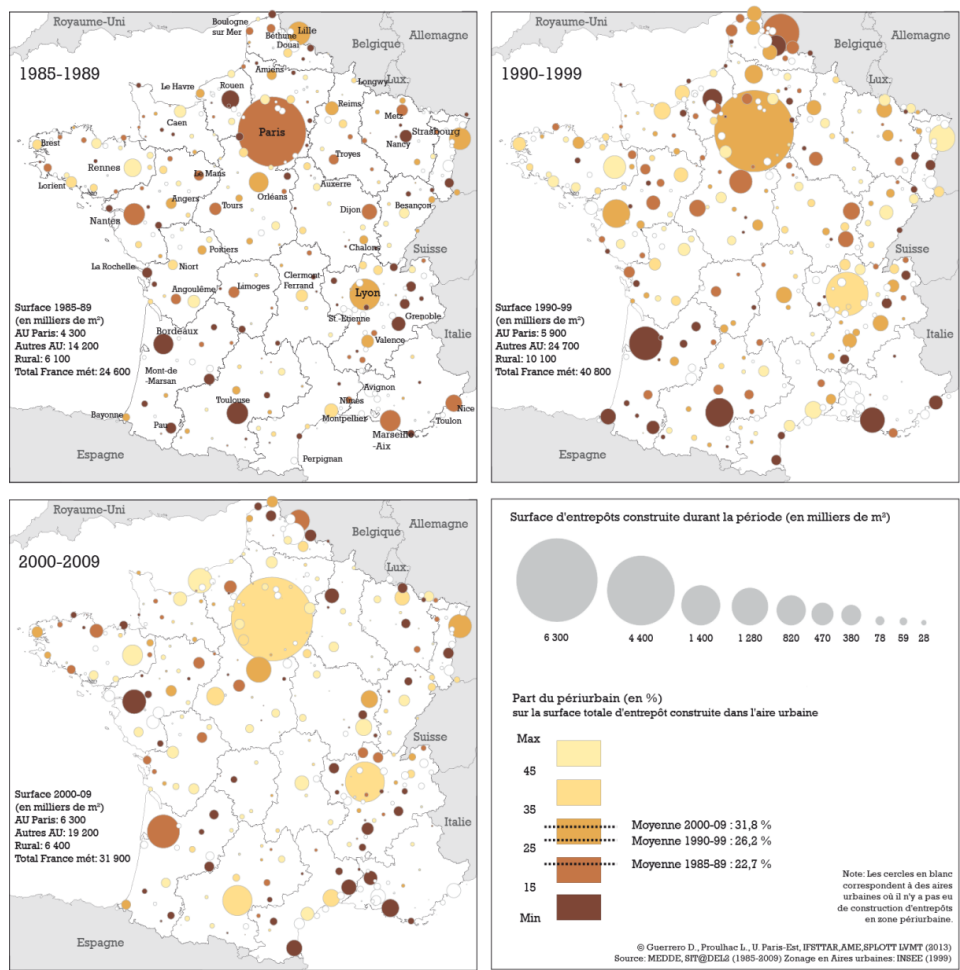 Royaume-Uni
Boulogne
sur Mer
Béthune
Lille
Douai
Belgique
Allemagne
1985-1989
Amiens
Longwy
Lux.
Le Havre
Rouen
Reims
Metz
Caen
Paris
Strasbourg
Nancy
Brest
Rennes
Le Mans
Troyes
Lorient
Auxerre
Orléans
Angers
Tours
Dijon
Besançon
Nantes
Poitiers
Chalons
Suisse
La Rochelle
Niort
Clermont-
Ferrand
Angoulême
Limoges
Lyon
Surface 1985-89
(en milliers de m²)
AU Paris: 4 300
Autres AU: 14 200
Rural: 6 100
Total France mét: 24 600
St.-Etienne
Grenoble
Bordeaux
Italie
Valence
Mont-de
-Marsan
Avignon
Toulouse
Nîmes
Nice
Bayonne
Montpellier
Toulon
Pau
Marseille
-Aix
Espagne
Perpignan
Royaume-Uni
Belgique
Allemagne
1990-1999
Lux.
Suisse
Surface 1990-99
(en milliers de m²)
AU Paris: 5 900
Autres AU: 24 700
Rural: 10 100
Total France mét: 40 800
Italie
Espagne
Royaume-Uni
Belgique
Allemagne
2000-2009
Lux.
Suisse
Surface 2000-09
(en milliers de m²)
AU Paris: 6 300
Autres AU: 19 200
Rural: 6 400
Total France mét: 31 900
Italie
Espagne
Surface d'entrepôts construite durant la période (en milliers de m²)
6 300 4 400 1 400 1 280 820 470 380 78 59 28
Part du périurbain (en %)
sur la surface totale d'entrepôt construite dans l'aire urbaine
Max
45
35
Moyenne 2000-09 : 31,8 %
Moyenne 1990-99 : 26,2 %
25
Moyenne 1985-89 : 22,7 %
15
Min
Note: Les cercles en blanc
correspondent à des aires
urbaines où il n'y a pas eu
de construction d'entrepôts
en zone périurbaine.
© Guerrero D., Proulhac L., U. Paris-Est, IFSTTAR,AME,SPLOTT LVMT (2013)
Source: MEDDE, SIT@DEL2 (1985-2009) Zonage en Aires urbaines: INSEE (1999)